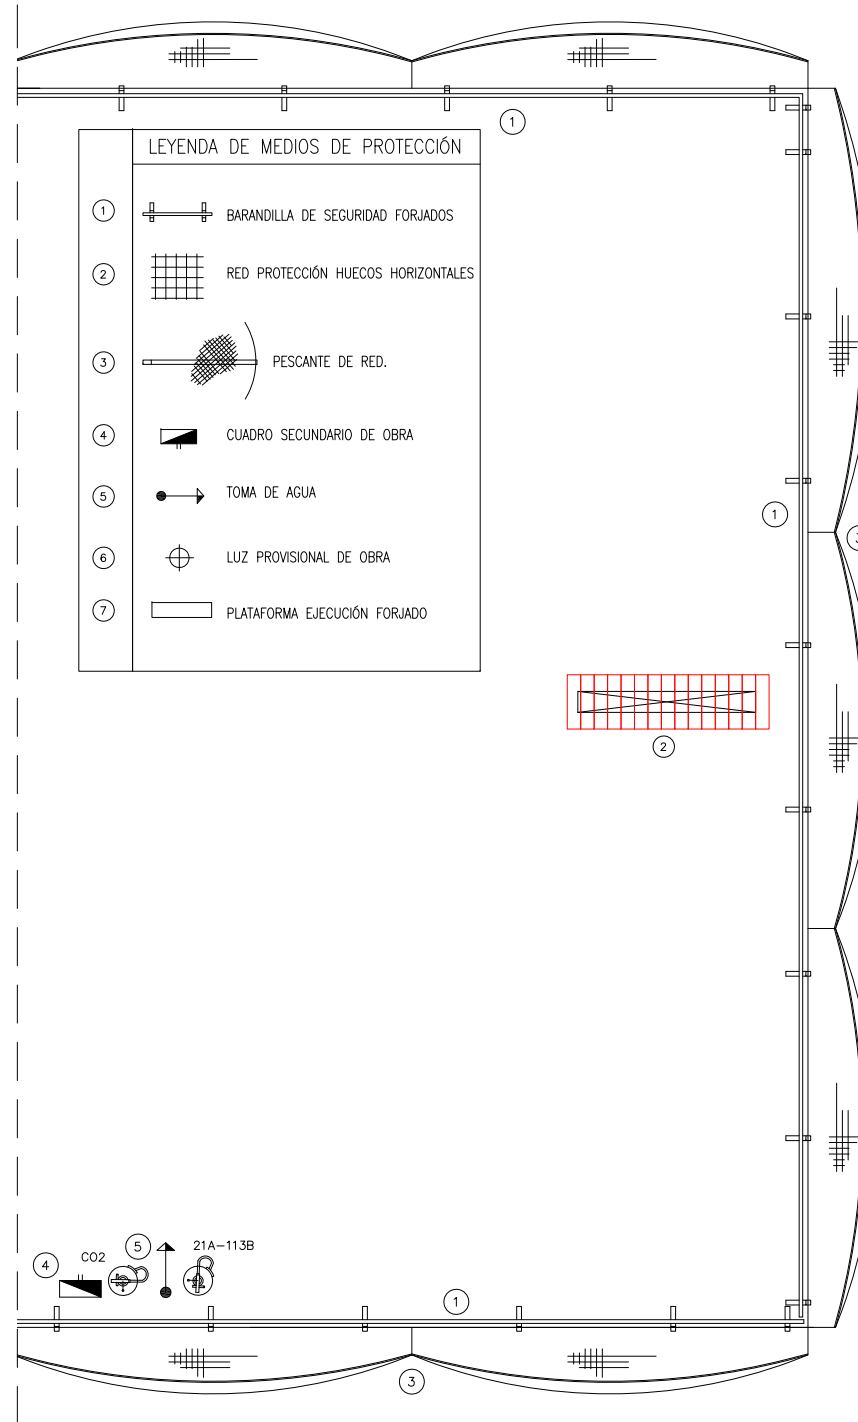 1
LEYENDA DE MEDIOS DE PROTECCIÓN
1 BARANDILLA DE SEGURIDAD FORJADOS
2 RED PROTECCIÓN HUECOS HORIZONTALES
3 PESCANTE DE RED.
4 CUADRO SECUNDARIO DE OBRA
5 TOMA DE AGUA
6 LUZ PROVISIONAL DE OBRA
7 PLATAFORMA EJECUCIÓN FORJADO
1
3
2
4
CO2
5
21A-113B
1
3